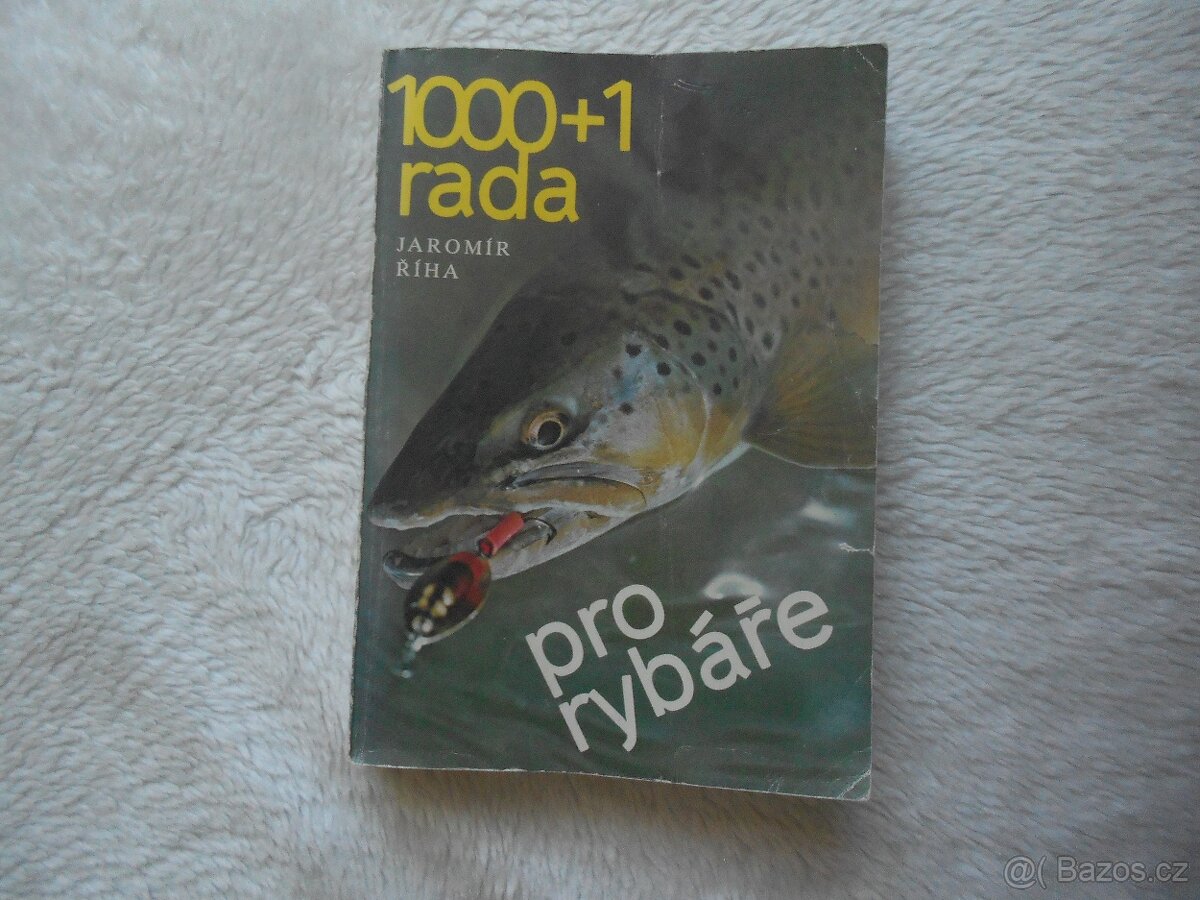 1000+1
rada
JAROMÍR
ŘÍHA
pro
rybáře
@( Bazos.cz